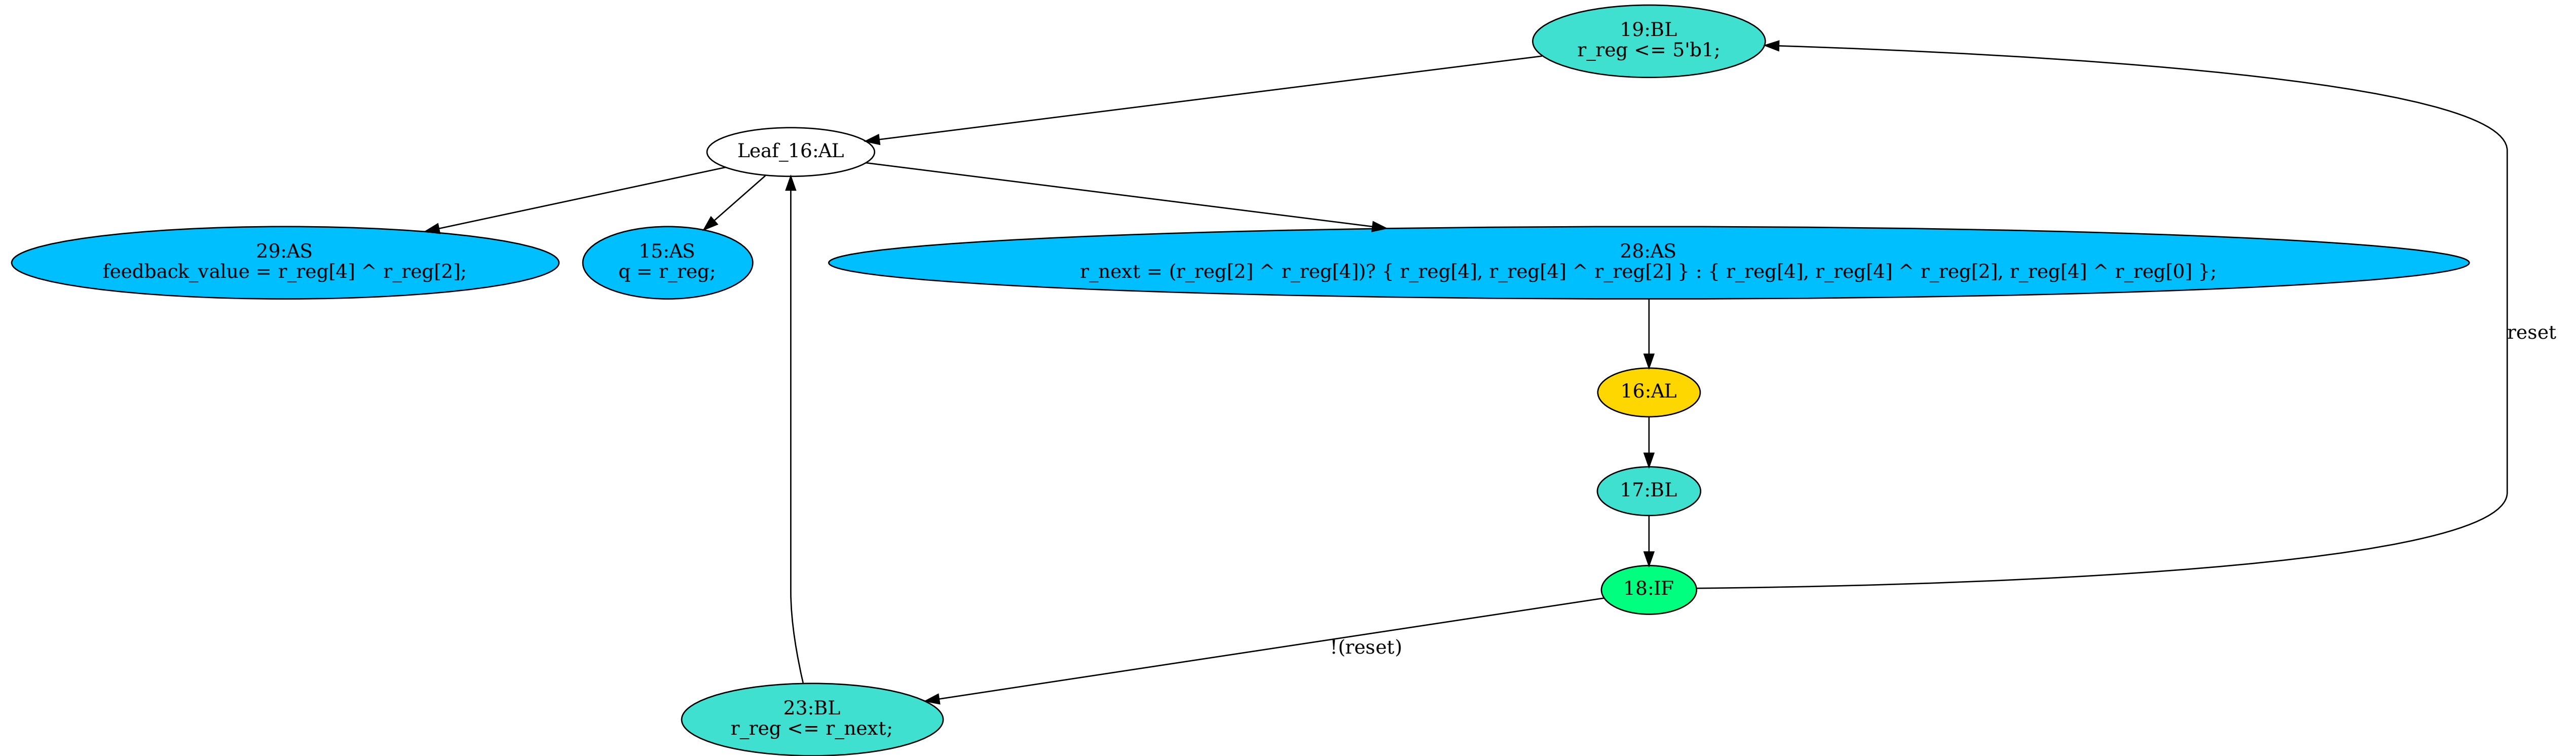 19:BL
r_reg <= 5'b1;
Leaf_16:AL
29:AS
feedback_value = r_reg[4] ^ r_reg[2];
15:AS
q = r_reg;
28:AS
r_next = (r_reg[2] ^ r_reg[4])? { r_reg[4], r_reg[4] ^ r_reg[2] } : { r_reg[4], r_reg[4] ^ r_reg[2], r_reg[4] ^ r_reg[0] };
reset
16:AL
17:BL
18:IF
!(reset)
23:BL
r_reg <= r_next;